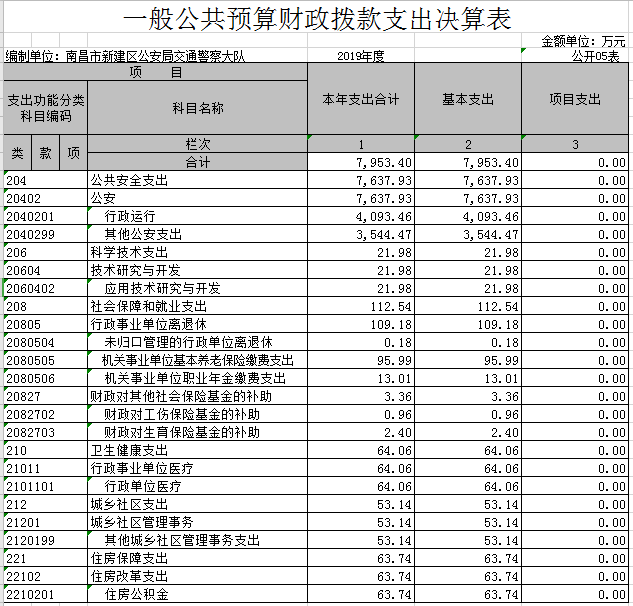 一般公共预算财政拨款支出决算表
金额单位：万元
编制单位：南昌市新建区公安局交通警察大队 2019年度 公开05表
项 目 本年支出合计 基本支出 项目支出
支出功能分类科目编码 科目名称
类 款 项 栏次 1 2 3
合计 7,953.40 7,953.40 0.00
204 公共安全支出 7,637.93 7,637.93 0.00
20402 公安 7,637.93 7,637.93 0.00
2040201 行政运行 4,093.46 4,093.46 0.00
2040299 其他公安支出 3,544.47 3,544.47 0.00
206 科学技术支出 21.98 21.98 0.00
20604 技术研究与开发 21.98 21.98 0.00
2060402 应用技术研究与开发 21.98 21.98 0.00
208 社会保障和就业支出 112.54 112.54 0.00
20805 行政事业单位离退休 109.18 109.18 0.00
2080504 未归口管理的行政单位离退休 0.18 0.18 0.00
2080505 机关事业单位基本养老保险缴费支出 95.99 95.99 0.00
2080506 机关事业单位职业年金缴费支出 13.01 13.01 0.00
20827 财政对其他社会保险基金的补助 3.36 3.36 0.00
2082702 财政对工伤保险基金的补助 0.96 0.96 0.00
2082703 财政对生育保险基金的补助 2.40 2.40 0.00
210 卫生健康支出 64.06 64.06 0.00
21011 行政事业单位医疗 64.06 64.06 0.00
2101101 行政单位医疗 64.06 64.06 0.00
212 城乡社区支出 53.14 53.14 0.00
21201 城乡社区管理事务 53.14 53.14 0.00
2120199 其他城乡社区管理事务支出 53.14 53.14 0.00
221 住房保障支出 63.74 63.74 0.00
22102 住房改革支出 63.74 63.74 0.00
2210201 住房公积金 63.74 63.74 0.00